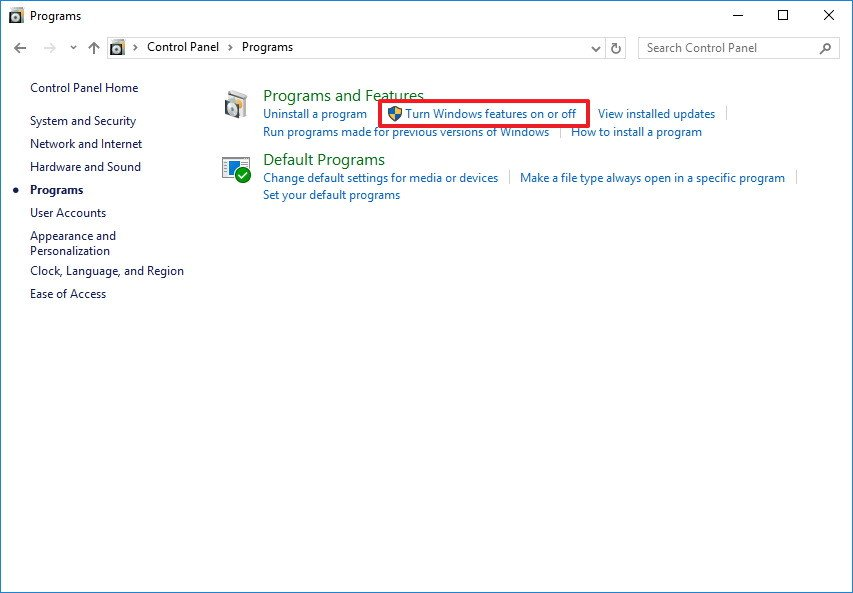 Programs
Control Panel > Programs
Search Control Panel
Control Panel Home
System and Security
Network and Internet
Hardware and Sound
Programs
User Accounts
Appearance and
Personalization
Clock, Language, and Region
Ease of Access
Programs and Features
Uninstall a program Turn Windows features on or off View installed updates
Run programs made for previous versions of Windows How to install a program
Default Programs
Change default settings for media or devices Make a file type always open in a specific program
Set your default programs